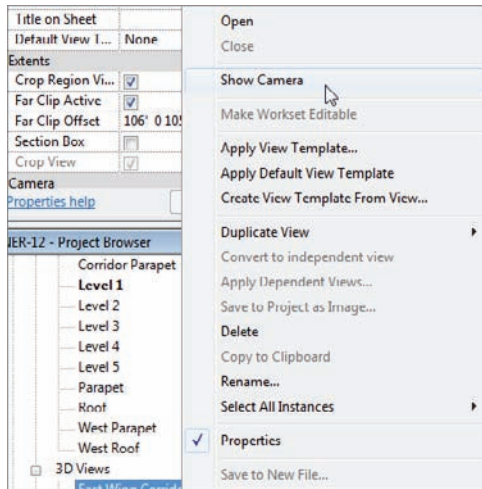 Title on Sheet
Default View T... None
Extents
Crop Region Vi...
Far Clip Active
Far Clip Offset 106' 0
Section Box
Crop View
Camera
Properties help
NER-12 - Project Browser
Corridor Parapet
Level 1
Level 2
Level 3
Level 4
Level 5
Parapet
Roof
West Parapet
West Roof
3D Views
East Wing
Open
Close
Show Camera
Make Workset Editable
Apply View Template...
Apply Default View Template
Create View Template From View...
Duplicate View
Convert to independent view
Apply Dependent Views...
Save to Project as Image...
Delete
Copy to Clipboard
Rename...
Select All Instances
Properties
Save to New File...